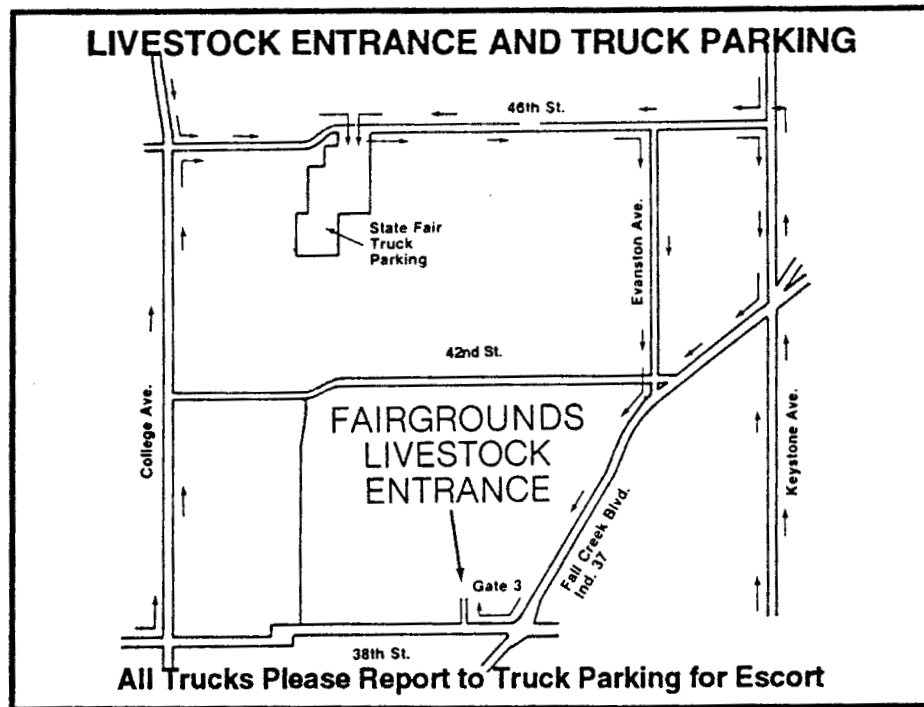 LIVESTOCK ENTRANCE AND TRUCK PARKING
46th St.
State Fair
Truck
Parking
Evanston Ave.
42nd St.
College Ave.
Keystone Ave.
FAIRGROUNDS
LIVESTOCK
ENTRANCE
Fall Creek Blvd.
Ind. 37
Gate 3
38th St.
All Trucks Please Report to Truck Parking for Escort